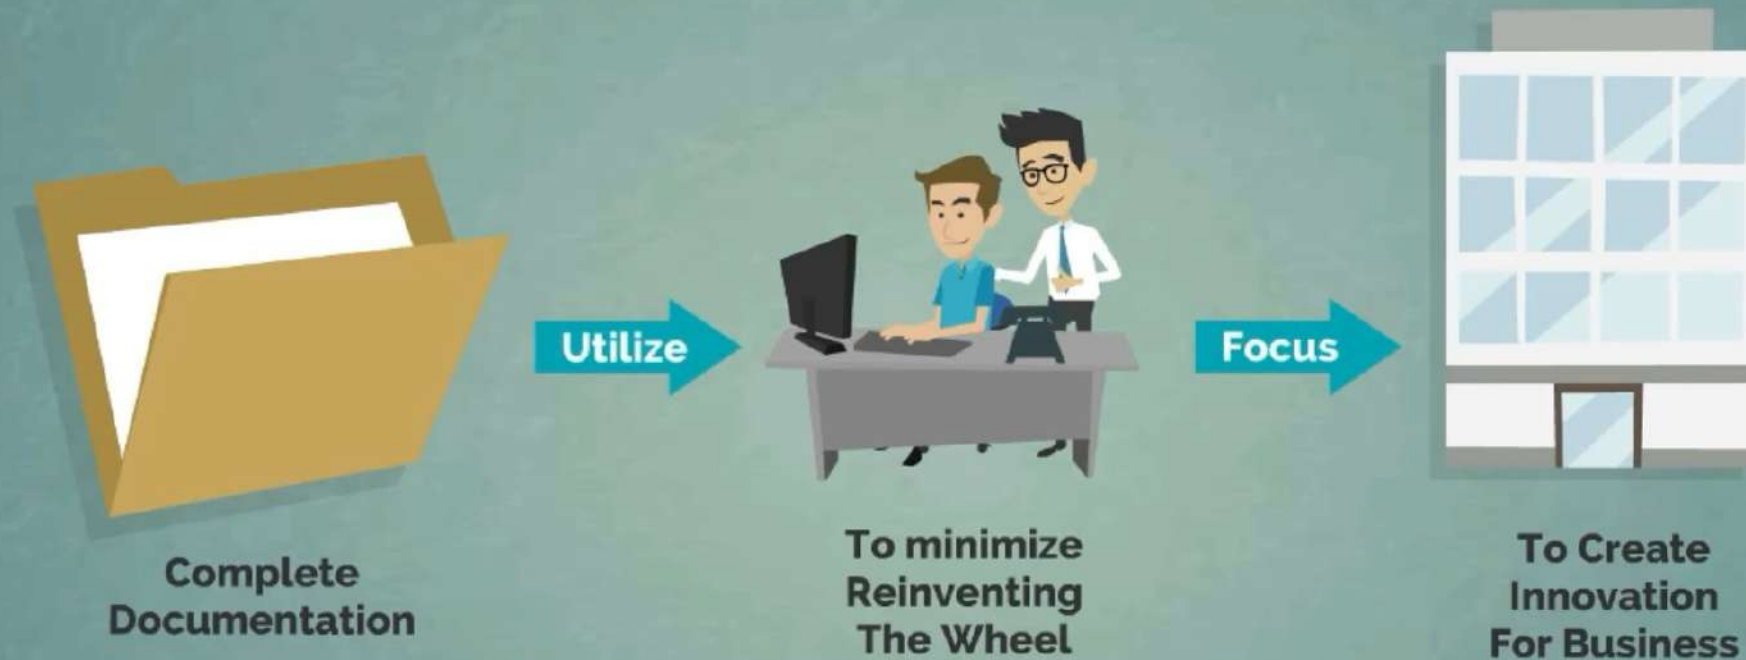 Complete
Documentation
Utilize
To minimize
Reinventing
The Wheel
Focus
To Create
Innovation
For Business